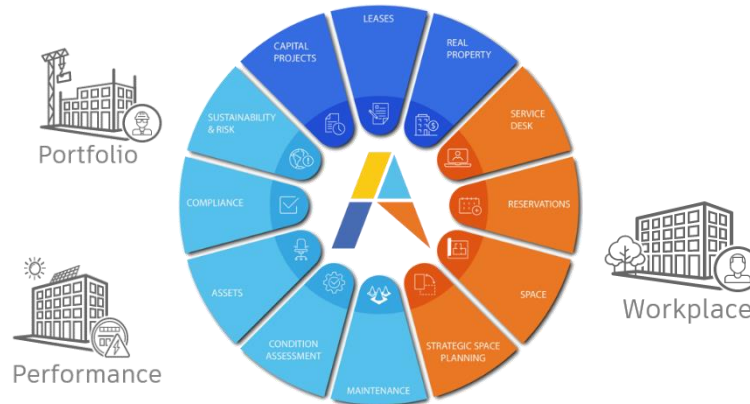 LEASES
CAPITAL
PROJECTS
REAL
PROPERTY
SUSTAINABILITY
& RISK
SERVICE
DESK
Portfolio
COMPLIANCE
RESERVATIONS
ASSETS
SPACE
Workplace
CONDITION
ASSESSMENT
STRATEGIC SPACE
PLANNING
Performance
MAINTENANCE